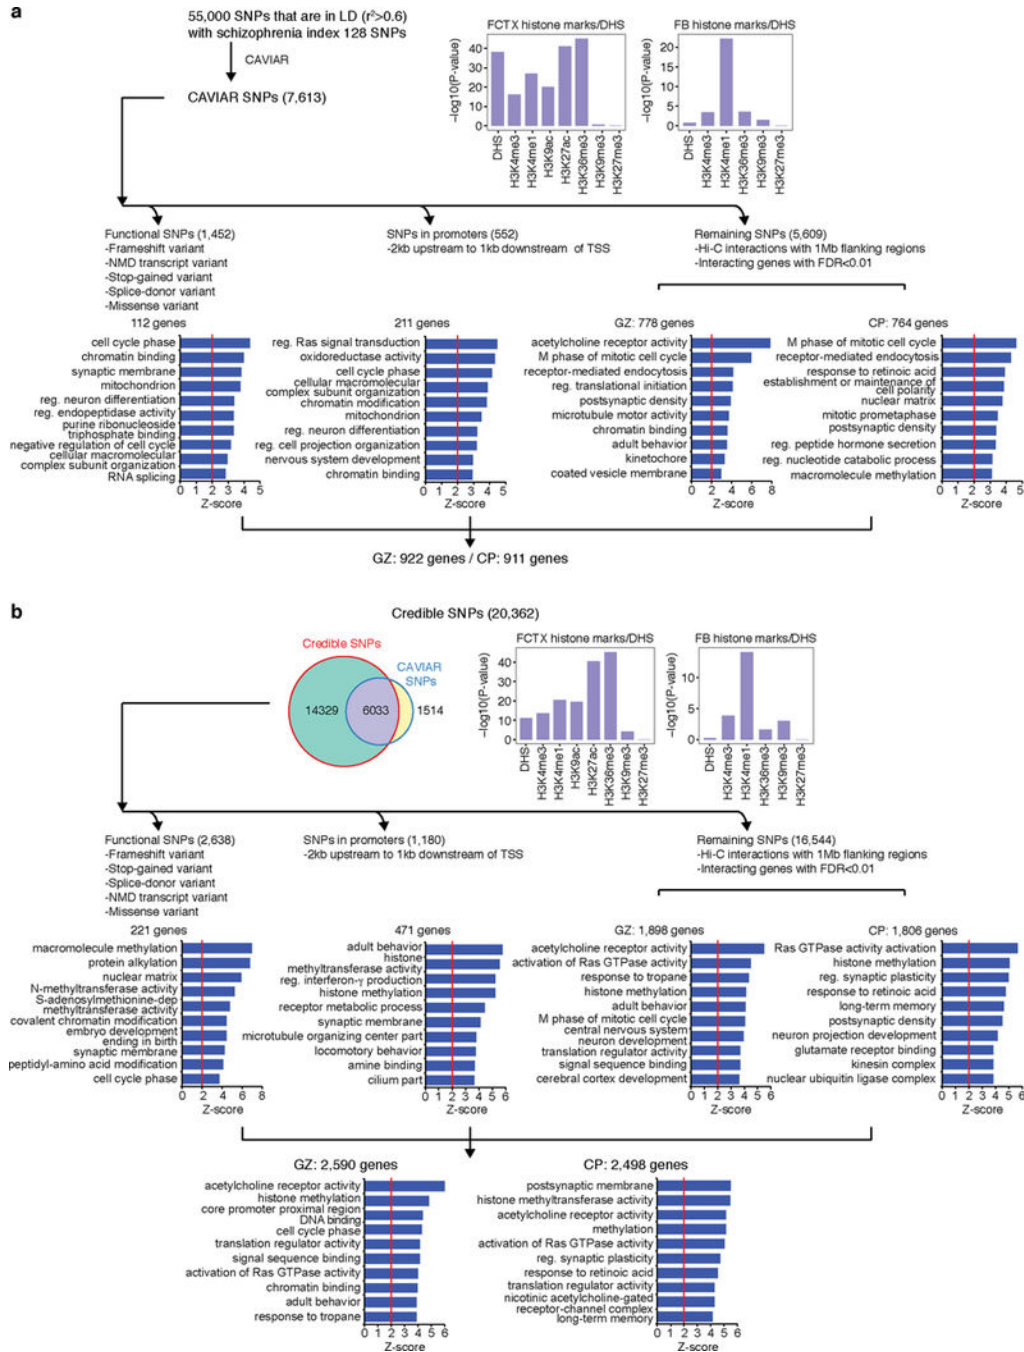 a
55,000 SNPs that are in LD (r²>0.6)
with schizophrenia index 128 SNPs
CAVIAR
CAVIAR SNPs (7,613)
FCTX histone marks/DHS
−log10(P-value)
40
30
20
10
0
DHS
H3K4me3
H3K4me1
H3K9ac
H3K27ac
H3K36me3
H3K9me3
H3K27me3
FB histone marks/DHS
−log10(P-value)
20
15
10
5
0
DHS
H3K4me3
H3K4me1
H3K36me3
H3K9me3
H3K27me3
Functional SNPs (1,452)
-Frameshift variant
-NMD transcript variant
-Stop-gained variant
-Splice-donor variant
-Missense variant
SNPs in promoters (552)
-2kb upstream to 1kb downstream of TSS
Remaining SNPs (5,609)
-Hi-C interactions with 1Mb flanking regions
-Interacting genes with FDR<0.01
112 genes
cell cycle phase
chromatin binding
synaptic membrane
mitochondrion
reg. neuron differentiation
reg. endopeptidase activity
purine ribonucleoside
triphosphate binding
negative regulation of cell cycle
cellular macromolecular
complex subunit organization
RNA splicing
0 1 2 3 4 5
Z-score
211 genes
reg. Ras signal transduction
oxidoreductase activity
cell cycle phase
cellular macromolecular
complex subunit organization
chromatin modification
mitochondrion
reg. neuron differentiation
reg. cell projection organization
nervous system development
chromatin binding
0 1 2 3 4 5
Z-score
GZ: 778 genes
acetylcholine receptor activity
M phase of mitotic cell cycle
receptor-mediated endocytosis
reg. translational initiation
postsynaptic density
microtubule motor activity
chromatin binding
adult behavior
kinetochore
coated vesicle membrane
0 2 4 6 8
Z-score
CP: 764 genes
M phase of mitotic cell cycle
receptor-mediated endocytosis
response to retinoic acid
establishment or maintenance of
cell polarity
nuclear matrix
mitotic prometaphase
postsynaptic density
reg. peptide hormone secretion
reg. nucleotide catabolic process
macromolecule methylation
0 1 2 3 4 5
Z-score
GZ: 922 genes / CP: 911 genes
b
Credible SNPs (20,362)
Credible SNPs
CAVIAR
SNPs
14329
6033
1514
FCTX histone marks/DHS
−log10(P-value)
40
30
20
10
0
DHS
H3K4me3
H3K4me1
H3K9ac
H3K27ac
H3K36me3
H3K9me3
H3K27me3
FB histone marks/DHS
−log10(P-value)
10
5
0
DHS
H3K4me3
H3K4me1
H3K36me3
H3K9me3
H3K27me3
Functional SNPs (2,638)
-Frameshift variant
-Stop-gained variant
-Splice-donor variant
-NMD transcript variant
-Missense variant
SNPs in promoters (1,180)
-2kb upstream to 1kb downstream of TSS
Remaining SNPs (16,544)
-Hi-C interactions with 1Mb flanking regions
-Interacting genes with FDR<0.01
221 genes
macromolecule methylation
protein alkylation
nuclear matrix
N-methyltransferase activity
S-adenosylmethionine-dep
methyltransferase activity
covalent chromatin modification
embryo development
ending in birth
synaptic membrane
peptidyl-amino acid modification
cell cycle phase
0 1 2 3 4 5 6 7 8
Z-score
471 genes
adult behavior
histone
methyltransferase activity
reg. interferon-γ production
histone methylation
receptor metabolic process
synaptic membrane
microtubule organizing center part
locomotory behavior
amine binding
cilium part
0 1 2 3 4 5 6
Z-score
GZ: 1,898 genes
acetylcholine receptor activity
activation of Ras GTPase activity
response to tropane
histone methylation
adult behavior
M phase of mitotic cell cycle
central nervous system
neuron development
translation regulator activity
signal sequence binding
cerebral cortex development
0 1 2 3 4 5 6
Z-score
CP: 1,806 genes
Ras GTPase activity activation
histone methylation
reg. synaptic plasticity
response to retinoic acid
long-term memory
postsynaptic density
neuron projection development
glutamate receptor binding
kinesin complex
nuclear ubiquitin ligase complex
0 1 2 3 4 5 6
Z-score
GZ: 2,590 genes
acetylcholine receptor activity
histone methylation
core promoter proximal region
DNA binding
cell cycle phase
translation regulator activity
signal sequence binding
activation of Ras GTPase activity
chromatin binding
adult behavior
response to tropane
0 1 2 3 4 5 6
Z-score
CP: 2,498 genes
postsynaptic membrane
histone methyltransferase activity
acetylcholine receptor activity
methylation
activation of Ras GTPase activity
reg. synaptic plasticity
response to retinoic acid
translation regulator activity
nicotinic acetylcholine-gated
receptor-channel complex
long-term memory
0 1 2 3 4 5 6
Z-score